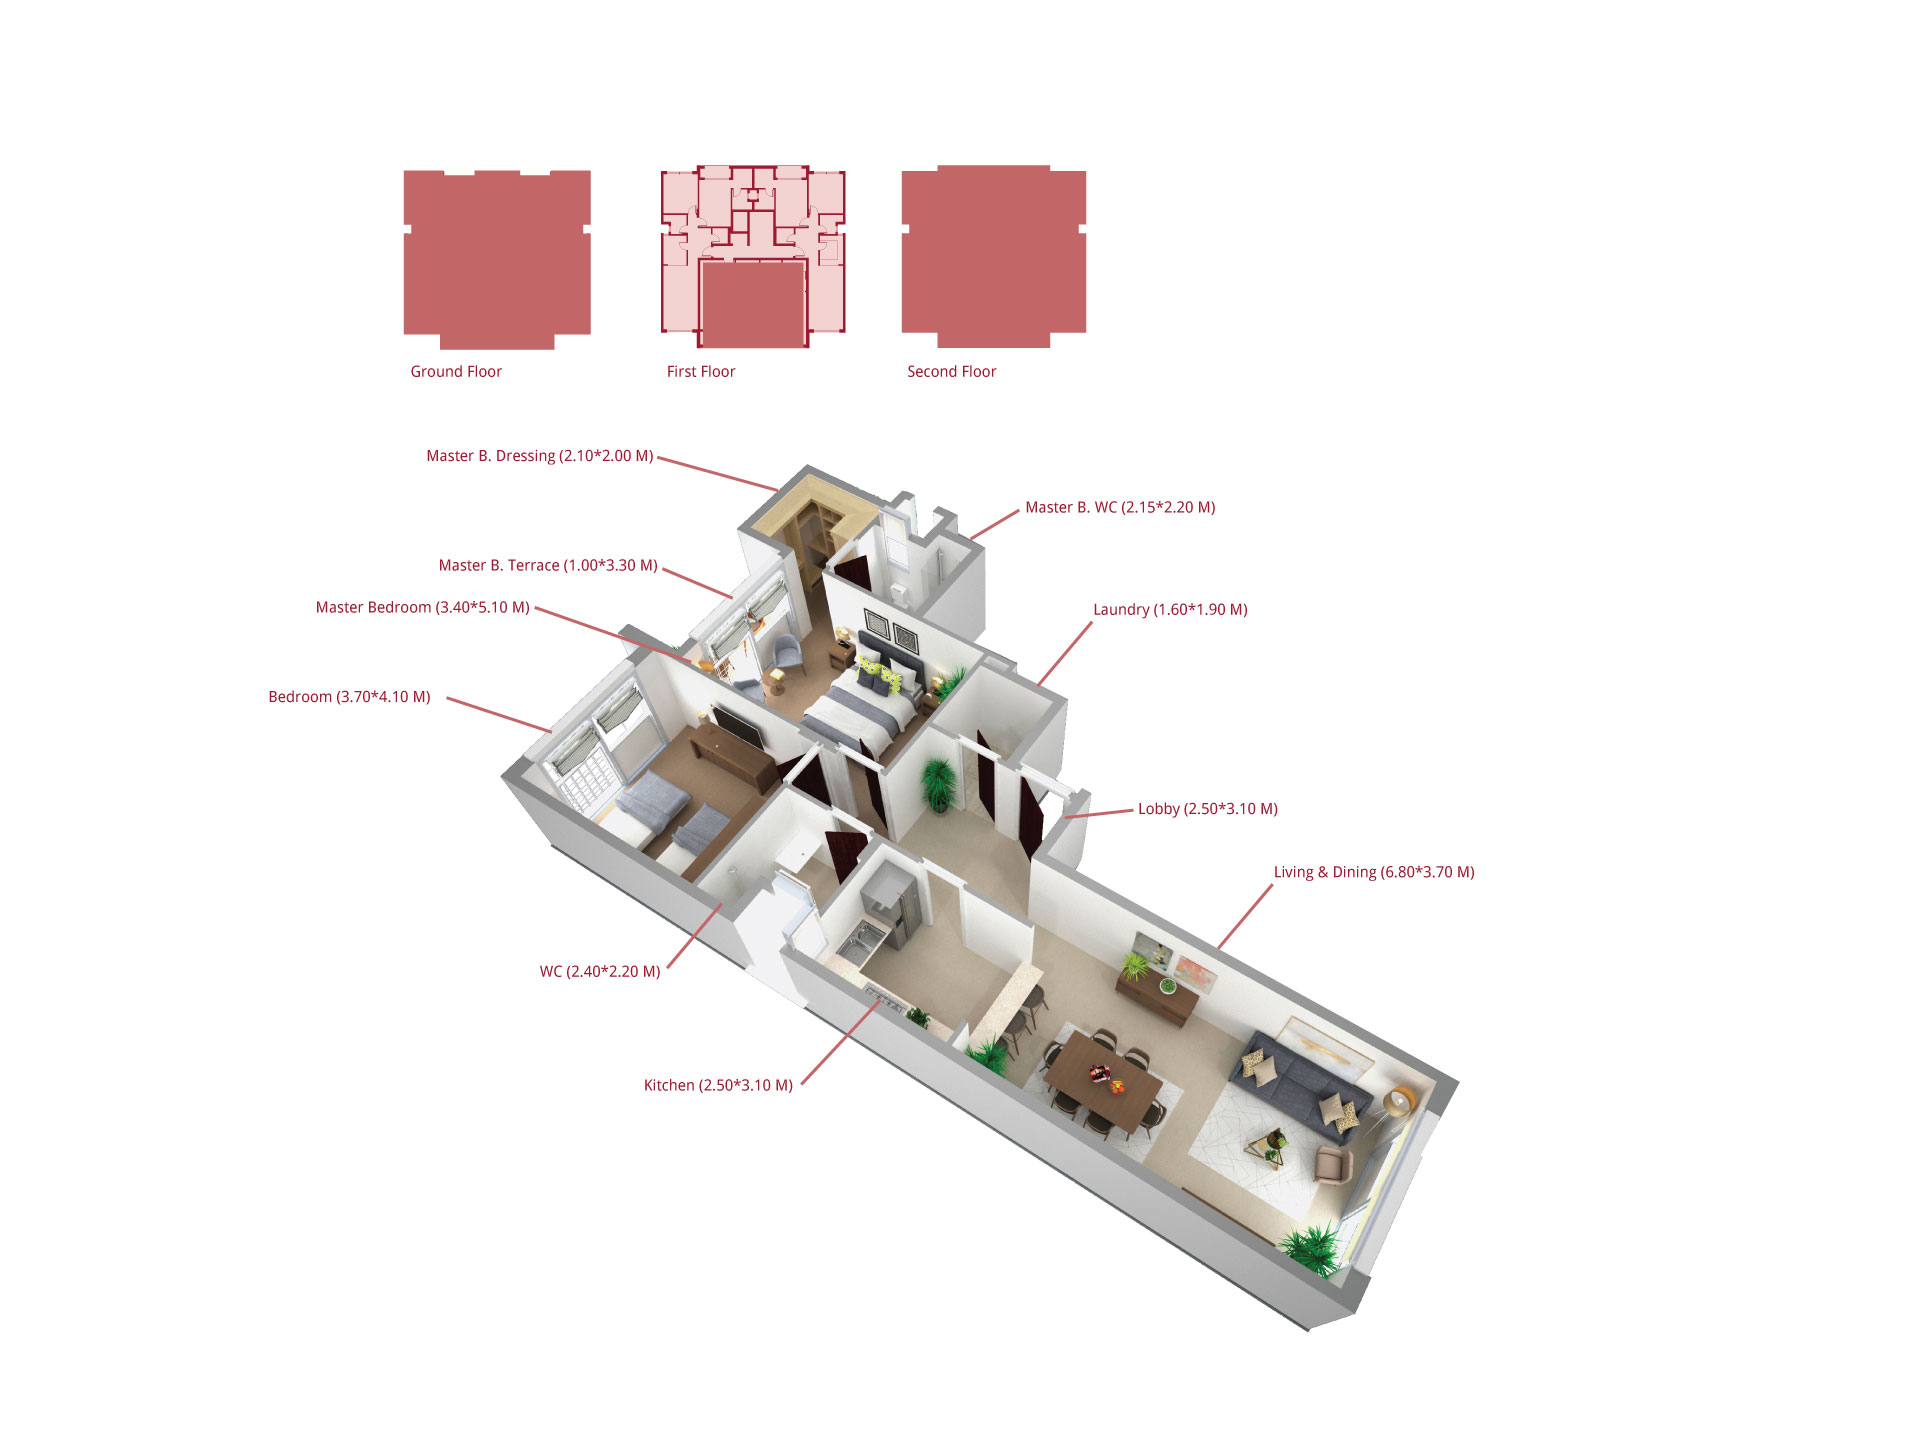 Ground Floor
First Floor
Second Floor
Master B. Dressing (2.10*2.00 M)
Master B. WC (2.15*2.20 M)
Master B. Terrace (1.00*3.30 M)
Master Bedroom (3.40*5.10 M)
Laundry (1.60*1.90 M)
Bedroom (3.70*4.10 M)
Lobby (2.50*3.10 M)
Living & Dining (6.80*3.70 M)
WC (2.40*2.20 M)
Kitchen (2.50*3.10 M)